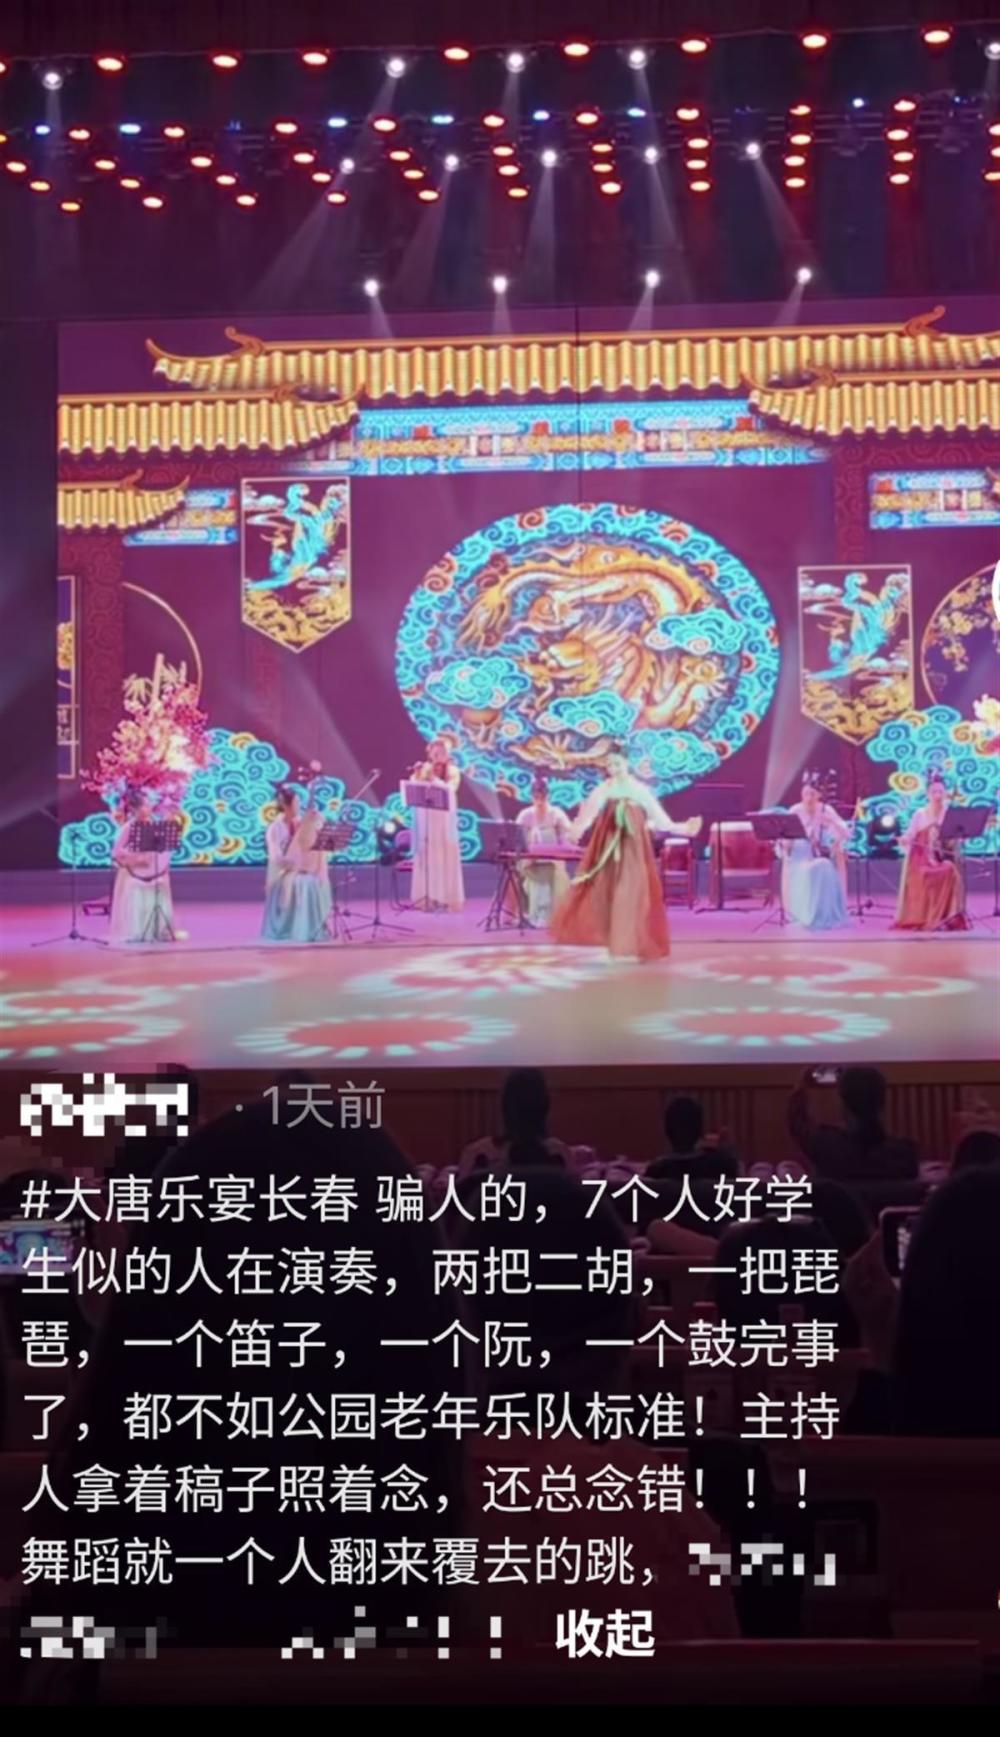 · 1天前
#大唐乐宴长春 骗人的，7个人好学
生似的人在演奏，两把二胡，一把琵
琶，一个笛子，一个阮，一个鼓完事
了，都不如公园老年乐队标准！主持
人拿着稿子照着念，还总念错！！！
舞蹈就一个人翻来覆去的跳，
！！ 收起